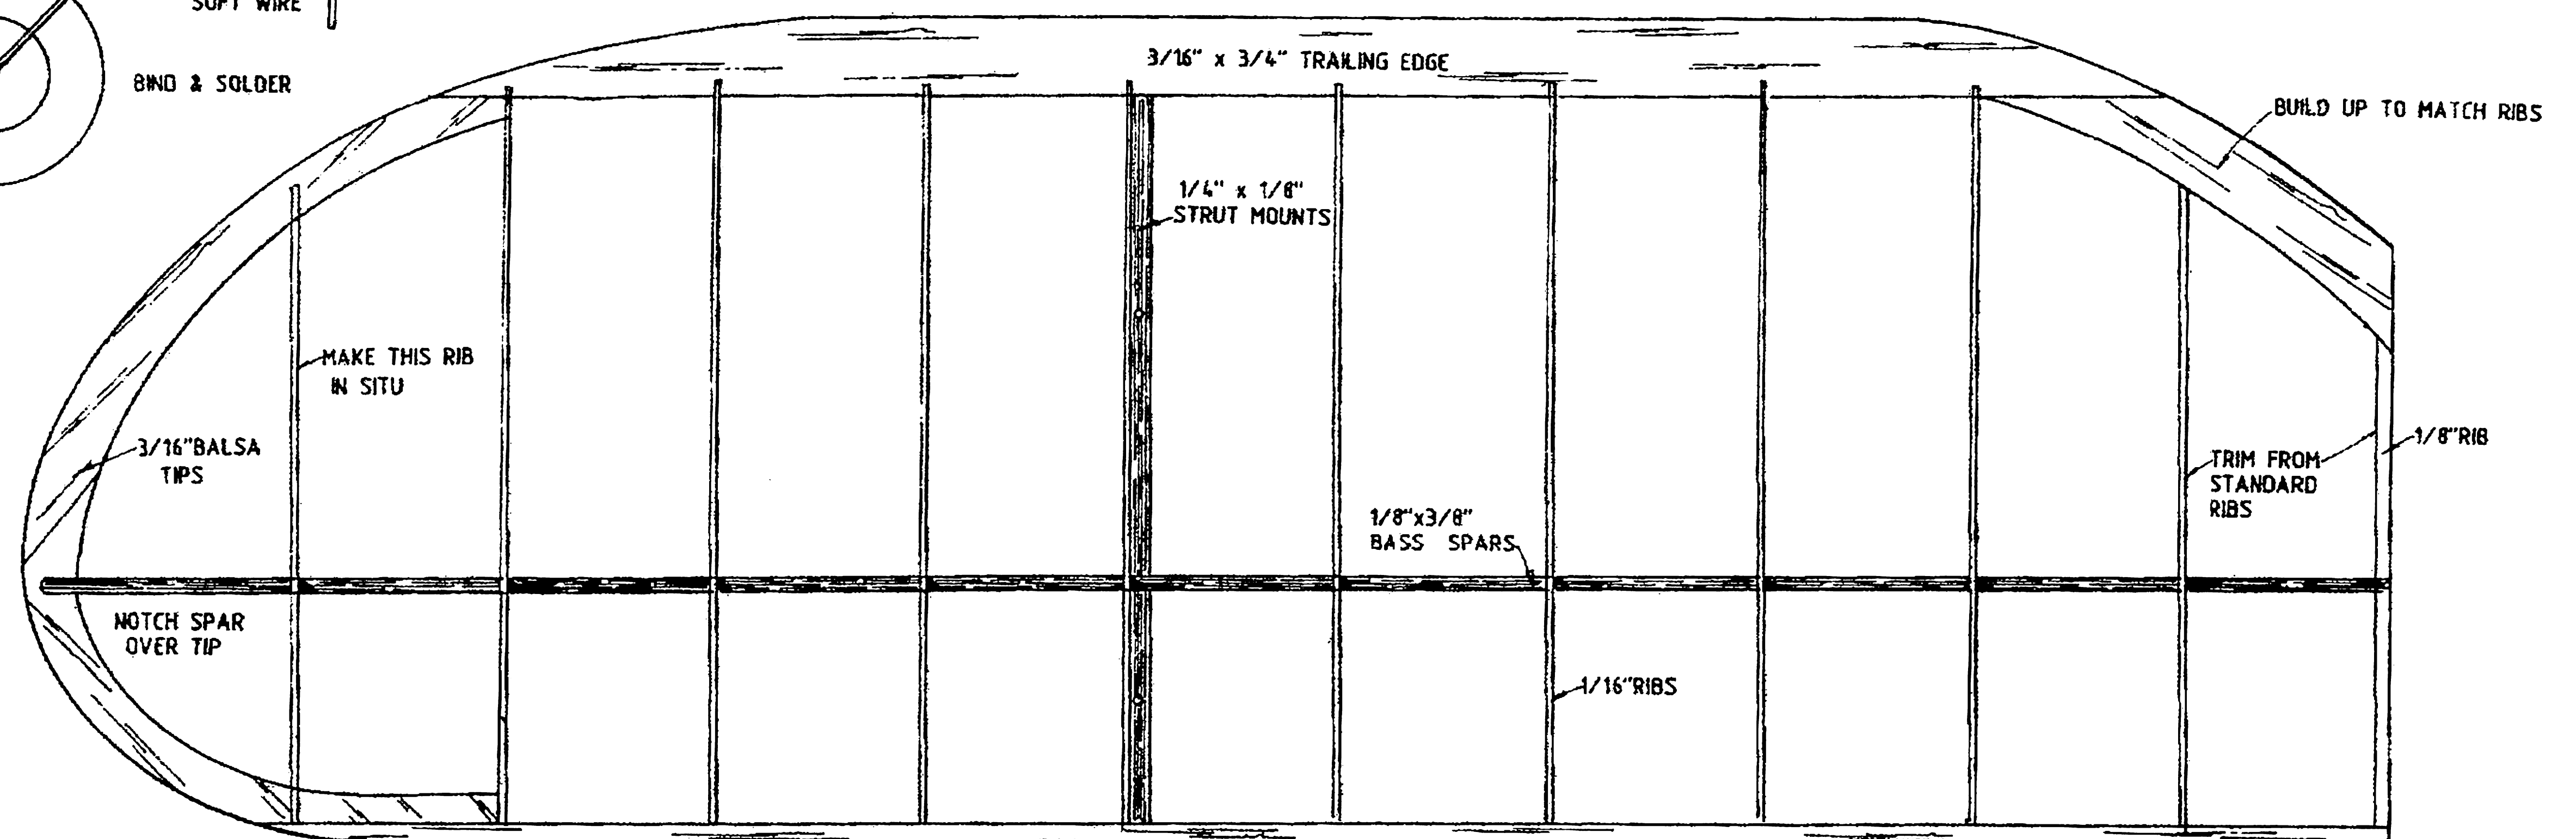 SOFT WIRE
BIND & SOLDER
3/16" x 3/4" TRAILING EDGE
BUILD UP TO MATCH RIBS
1/4" x 1/8"
STRUT MOUNTS
MAKE THIS RIB
IN SITU
3/16"BALSA
TIPS
1/8"RIB
TRIM FROM
STANDARD
RIBS
1/8"x3/8"
BASS SPARS
NOTCH SPAR
OVER TIP
1/16"RIBS